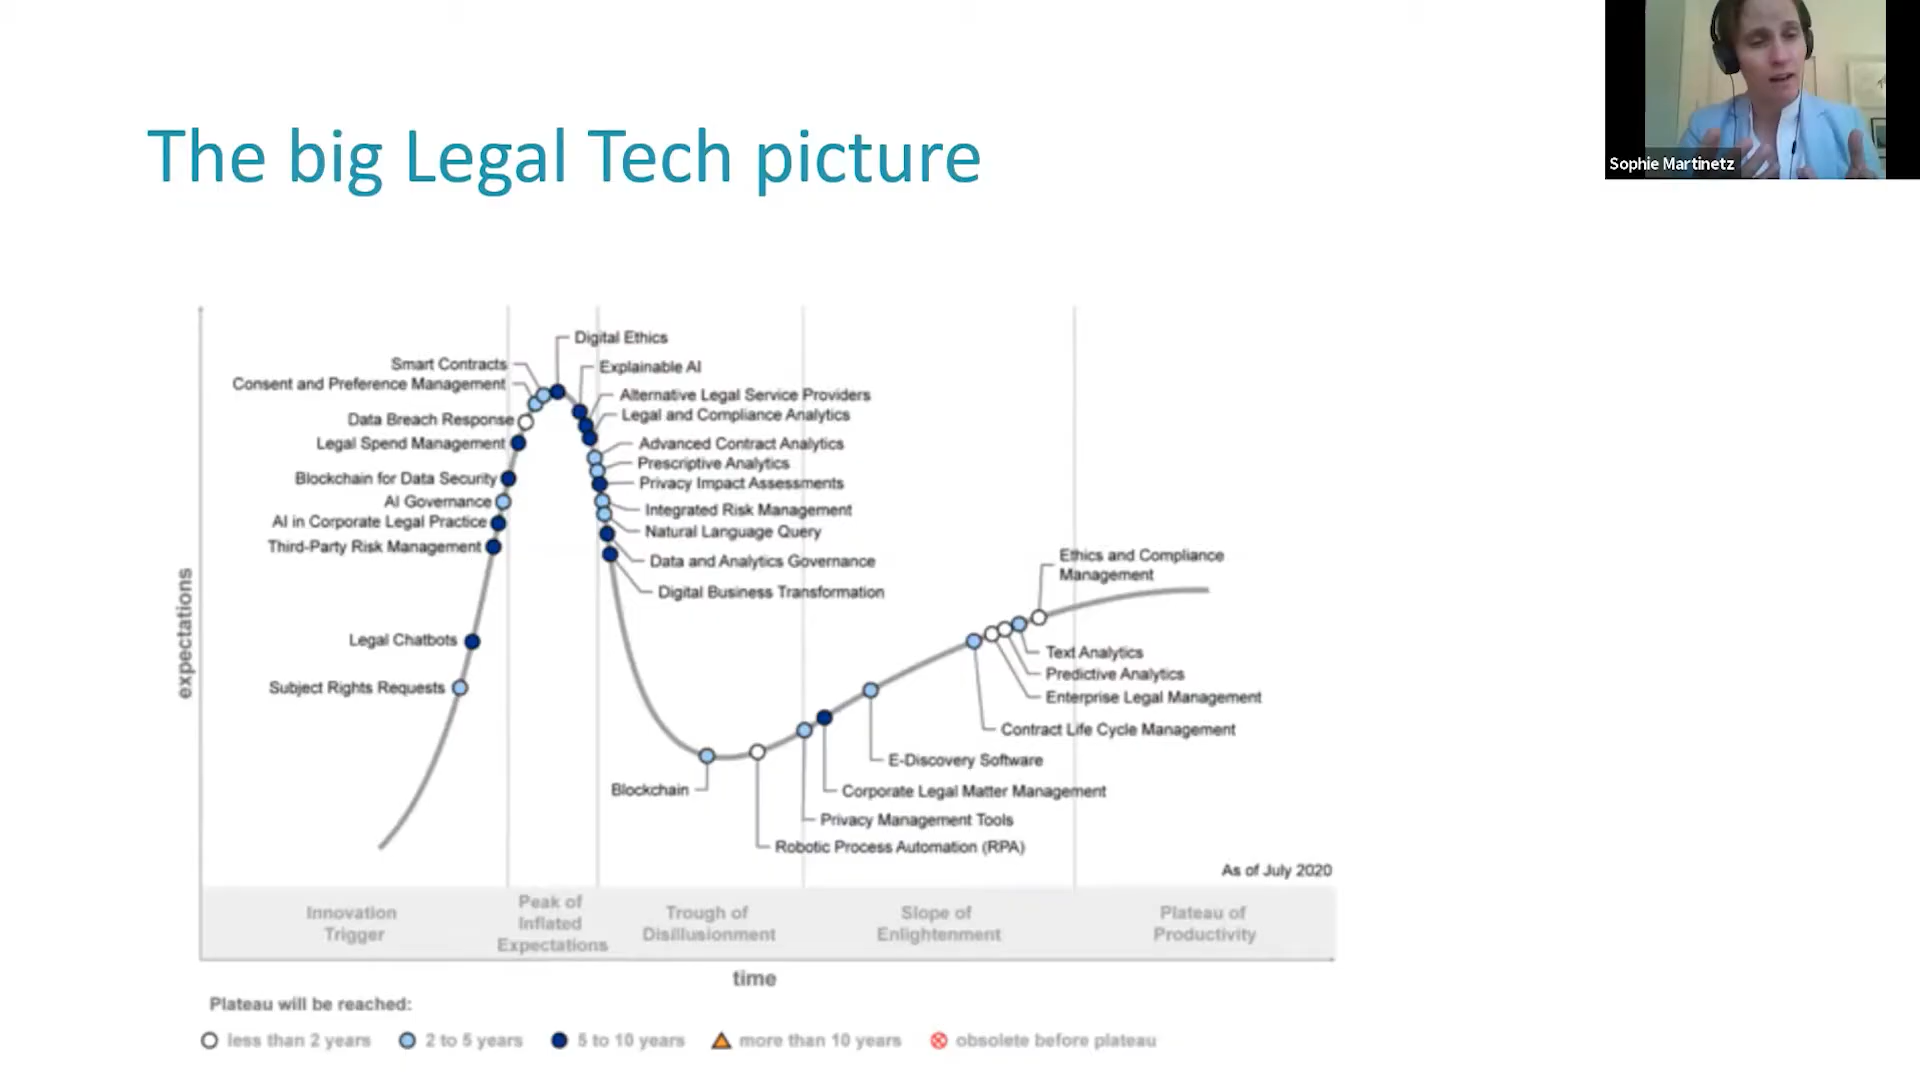 The big Legal Tech picture
Sophie Martinetz
Digital Ethics
Smart Contracts
Explainable AI
Consent and Preference Management
Alternative Legal Service Providers
Legal and Compliance Analytics
Data Breach Response
Legal Spend Management
Advanced Contract Analytics
Prescriptive Analytics
Blockchain for Data Security
Privacy Impact Assessments
AI Governance
Integrated Risk Management
AI in Corporate Legal Practice
Natural Language Query
Third-Party Risk Management
Data and Analytics Governance
Digital Business Transformation
Ethics and Compliance
Management
expectations
Legal Chatbots
Text Analytics
Predictive Analytics
Subject Rights Requests
Enterprise Legal Management
Contract Life Cycle Management
E-Discovery Software
Blockchain
Corporate Legal Matter Management
Privacy Management Tools
Robotic Process Automation (RPA)
As of July 2020
Innovation
Trigger
Peak of
Inflated
Expectations
Trough of
Disillusionment
Slope of
Enlightenment
Plateau of
Productivity
time
Plateau will be reached:
less than 2 years
2 to 5 years
5 to 10 years
more than 10 years
obsolete before plateau